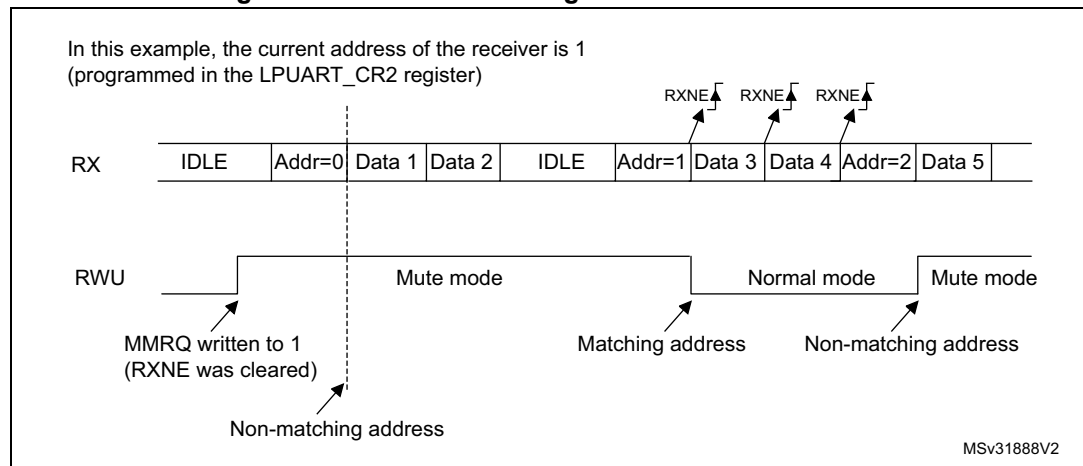 In this example, the current address of the receiver is 1
(programmed in the LPUART_CR2 register)
RXNE RXNE RXNE
RX IDLE Addr=0 Data 1 Data 2 IDLE Addr=1 Data 3 Data 4 Addr=2 Data 5
RWU Mute mode Normal mode Mute mode
MMRQ written to 1 Matching address Non-matching address
(RXNE was cleared)
Non-matching address
MSv31888V2